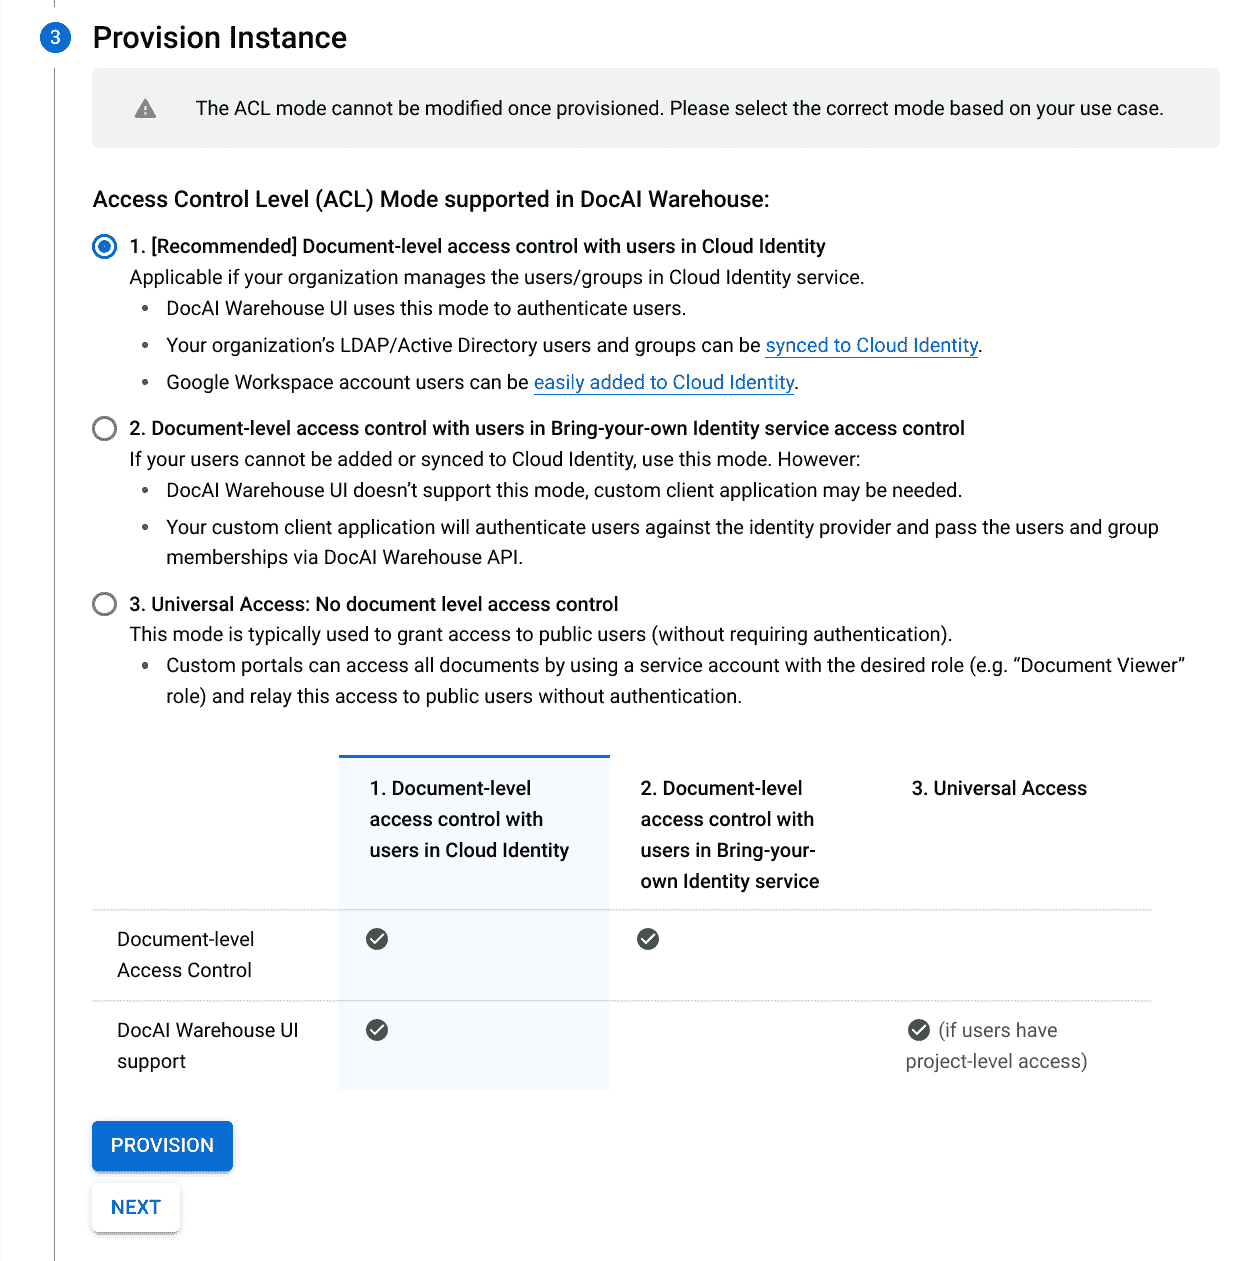 3 Provision Instance
The ACL mode cannot be modified once provisioned. Please select the correct mode based on your use case.
Access Control Level (ACL) Mode supported in DocAI Warehouse:
1. [Recommended] Document-level access control with users in Cloud Identity
Applicable if your organization manages the users/groups in Cloud Identity service.
• DocAI Warehouse UI uses this mode to authenticate users.
• Your organization’s LDAP/Active Directory users and groups can be synced to Cloud Identity.
• Google Workspace account users can be easily added to Cloud Identity.
2. Document-level access control with users in Bring-your-own Identity service access control
If your users cannot be added or synced to Cloud Identity, use this mode. However:
• DocAI Warehouse UI doesn’t support this mode, custom client application may be needed.
• Your custom client application will authenticate users against the identity provider and pass the users and group
memberships via DocAI Warehouse API.
3. Universal Access: No document level access control
This mode is typically used to grant access to public users (without requiring authentication).
• Custom portals can access all documents by using a service account with the desired role (e.g. “Document Viewer”
role) and relay this access to public users without authentication.
1. Document-level
access control with
users in Cloud Identity
2. Document-level
access control with
users in Bring-your-
own Identity service
3. Universal Access
Document-level
Access Control
DocAI Warehouse UI
support
(if users have
project-level access)
PROVISION
NEXT